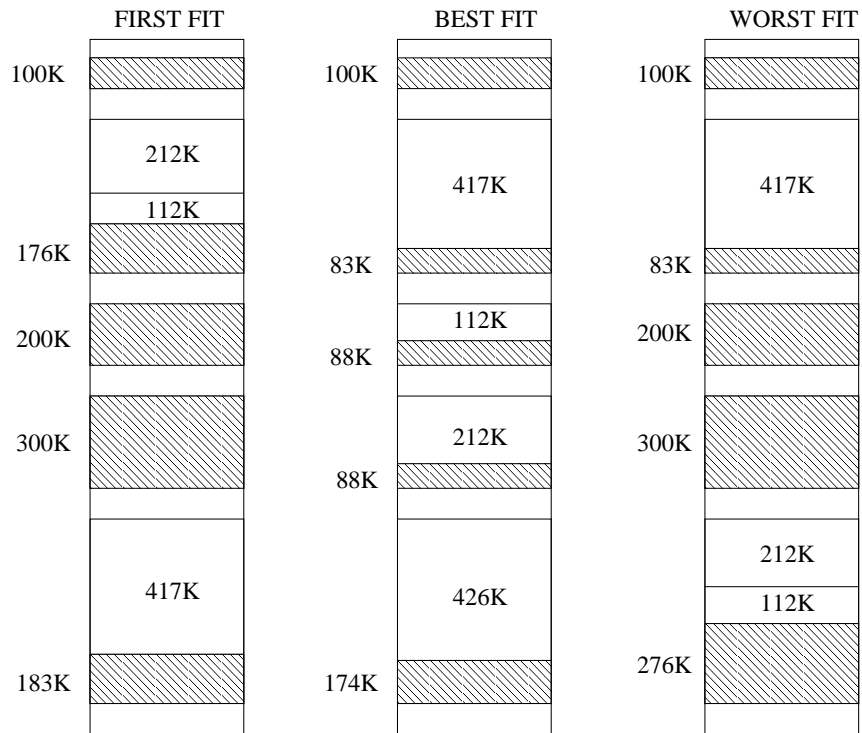 FIRST FIT
100K
212K
112K
176K
200K
300K
417K
183K
BEST FIT
100K
417K
83K
112K
88K
212K
88K
426K
174K
WORST FIT
100K
417K
83K
200K
300K
212K
112K
276K